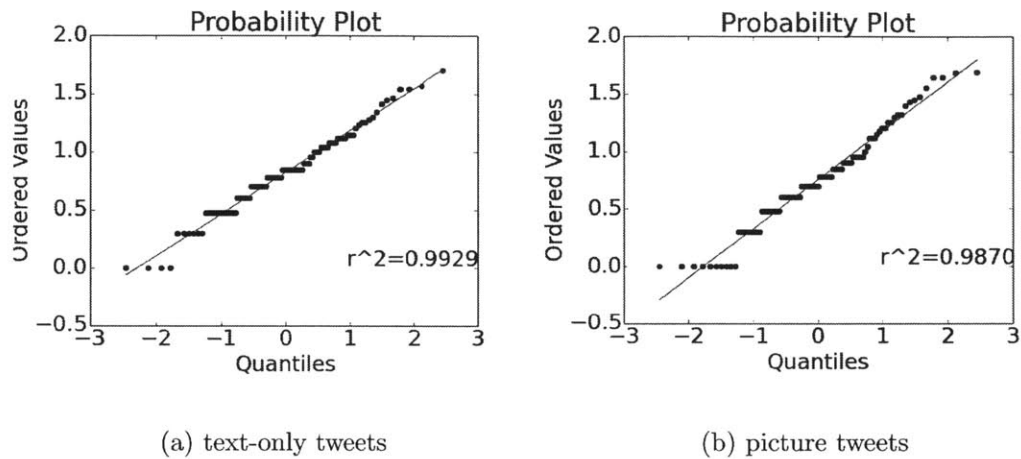 Probability Plot
2.0
1.5
1.0
0.5
0.0
−0.5
Ordered Values
r^2=0.9929
−3 −2 −1 0 1 2 3
Quantiles
(a) text-only tweets
Probability Plot
2.0
1.5
1.0
0.5
0.0
−0.5
Ordered Values
r^2=0.9870
−3 −2 −1 0 1 2 3
Quantiles
(b) picture tweets